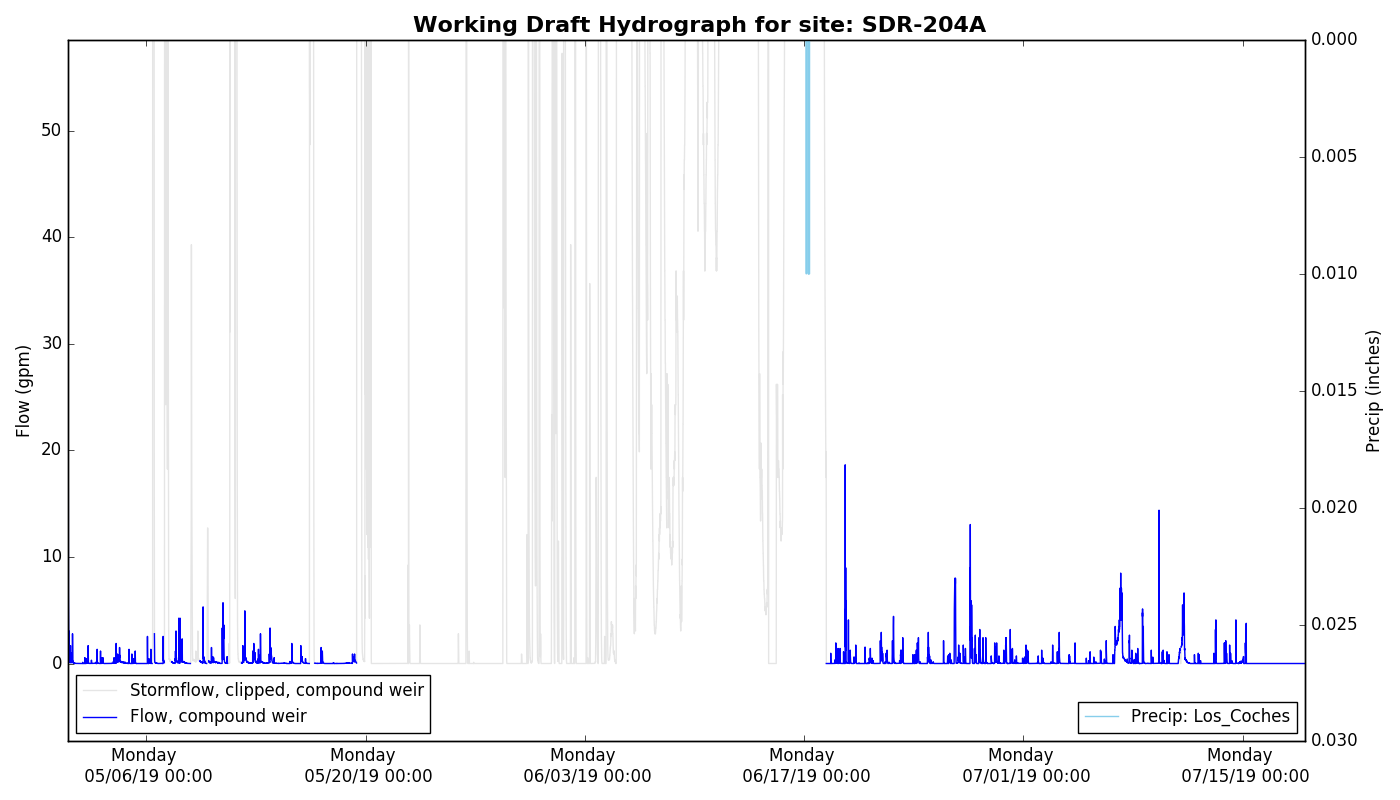 Working Draft Hydrograph for site: SDR-204A
Flow (gpm)
50
40
30
20
10
0
0.000
0.005
0.010
0.015
0.020
0.025
0.030
Precip (inches)
Stormflow, clipped, compound weir
Flow, compound weir
Precip: Los_Coches
Monday
05/06/19 00:00
Monday
05/20/19 00:00
Monday
06/03/19 00:00
Monday
06/17/19 00:00
Monday
07/01/19 00:00
Monday
07/15/19 00:00